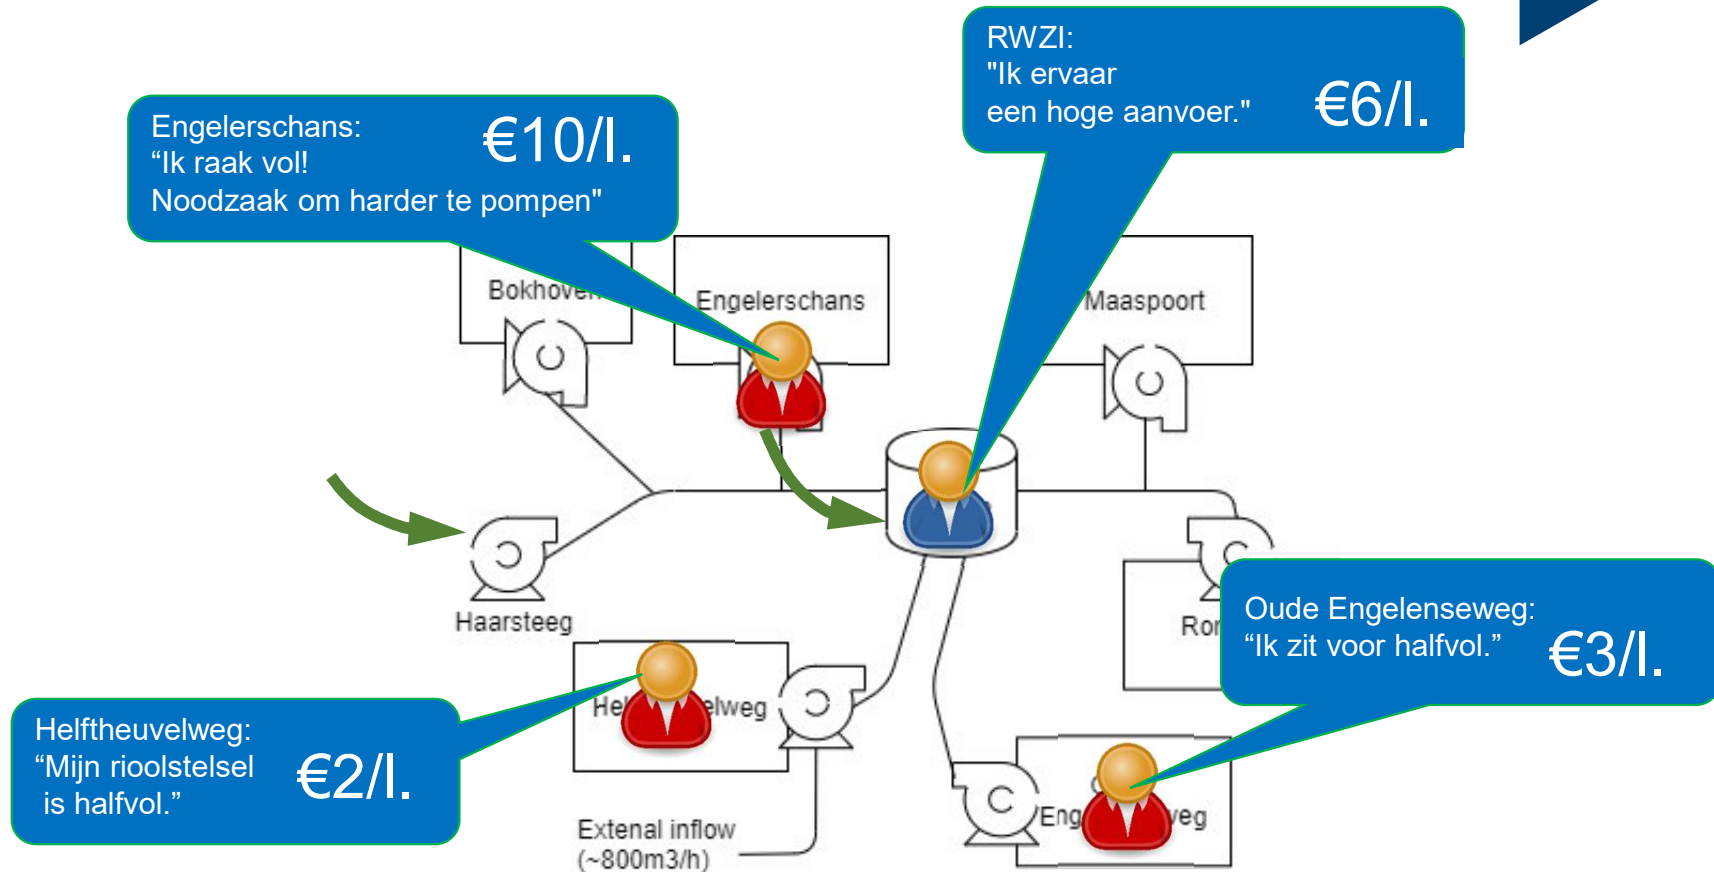 RWZI:
"Ik ervaar
een hoge aanvoer."
€6/l.
Engelerschans:
“Ik raak vol!
Noodzaak om harder te pompen"
€10/l.
Engelerschans
Maaspoort
Haarsteeg
Oude Engelenseweg:
“Ik zit voor halfvol.”
€3/l.
Helftheuvelweg:
“Mijn rioolstelsel
is halfvol.”
€2/l.
Extenal inflow
(~800m3/h)